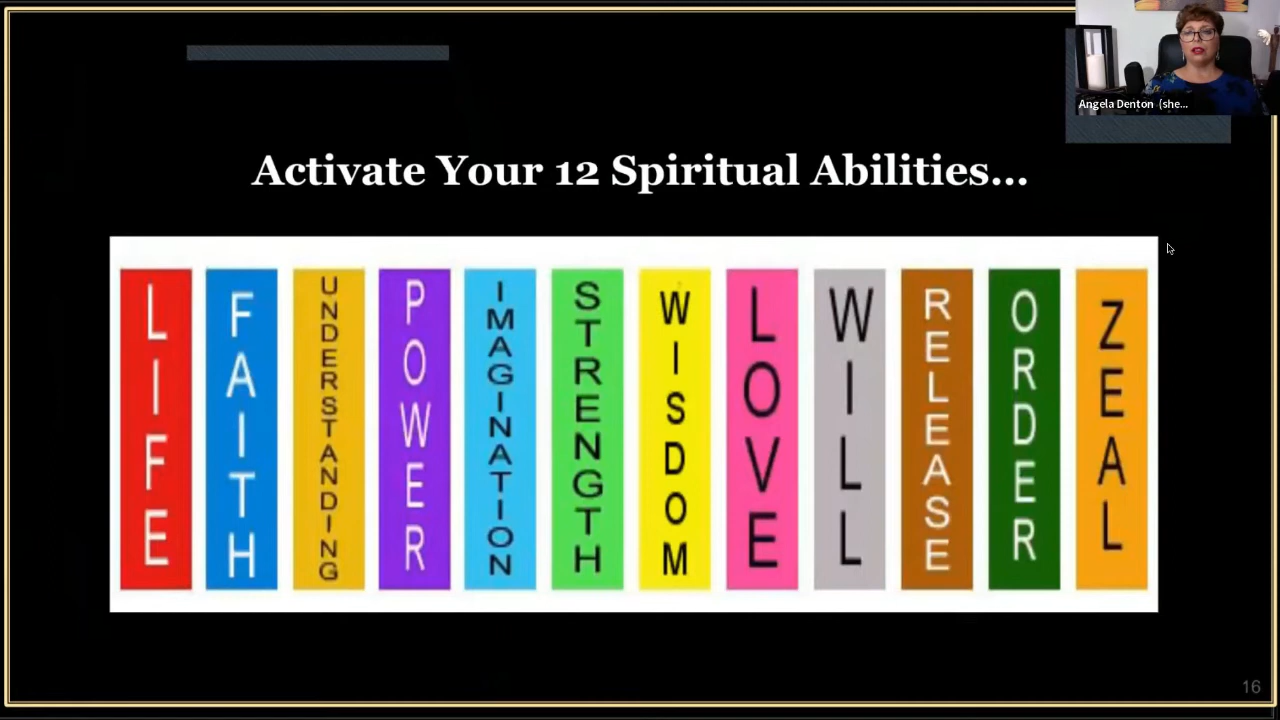 Angela Denton (she...
Activate Your 12 Spiritual Abilities...
LIFE
FAITH
UNDERSTANDING
POWER
IMAGINATION
STRENGTH
WISDOM
LOVE
WILL
RELEASE
ORDER
ZEAL
16